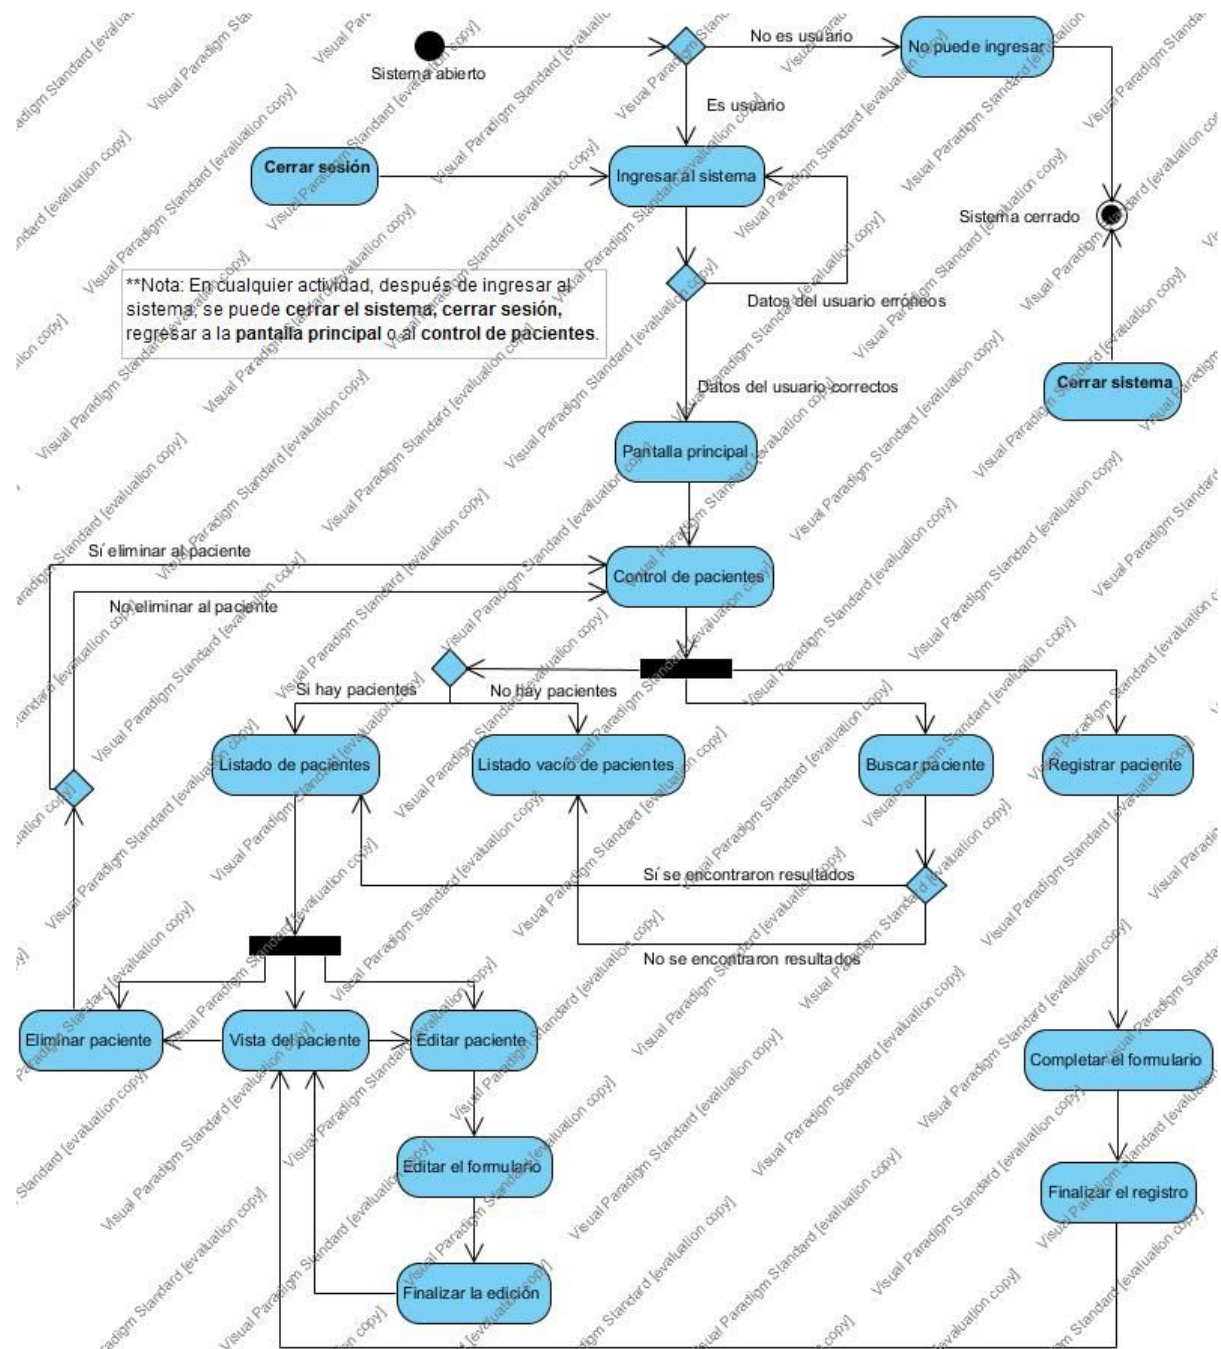 No es usuario
No puede ingresar
Sistema abierto
Es usuario
Cerrar sesión
Ingresar al sistema
Sistema cerrado
**Nota: En cualquier actividad, después de ingresar al
sistema, se puede cerrar el sistema, cerrar sesión,
regresar a la pantalla principal o al control de pacientes.
Datos del usuario erróneos
Cerrar sistema
Datos del usuario correctos
Pantalla principal
Sí eliminar al paciente
Control de pacientes
No eliminar al paciente
Si hay pacientes
No hay pacientes
Listado de pacientes
Listado vacío de pacientes
Buscar paciente
Registrar paciente
Sí se encontraron resultados
No se encontraron resultados
Eliminar paciente
Vista del paciente
Editar paciente
Completar el formulario
Editar el formulario
Finalizar el registro
Finalizar la edición
Visual Paradigm Standard [evaluation copy]